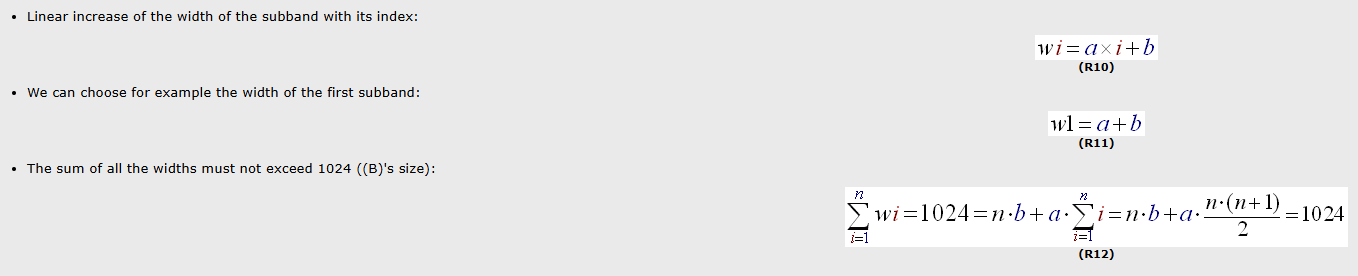 • Linear increase of the width of the subband with its index:
wi = a×i+b
(R10)
• We can choose for example the width of the first subband:
w1 = a+b
(R11)
• The sum of all the widths must not exceed 1024 ((B)'s size):
∑_{i=1}^{n} wi = 1024 = n·b + a·∑_{i=1}^{n} i = n·b + a·\frac{n·(n+1)}{2} = 1024
(R12)